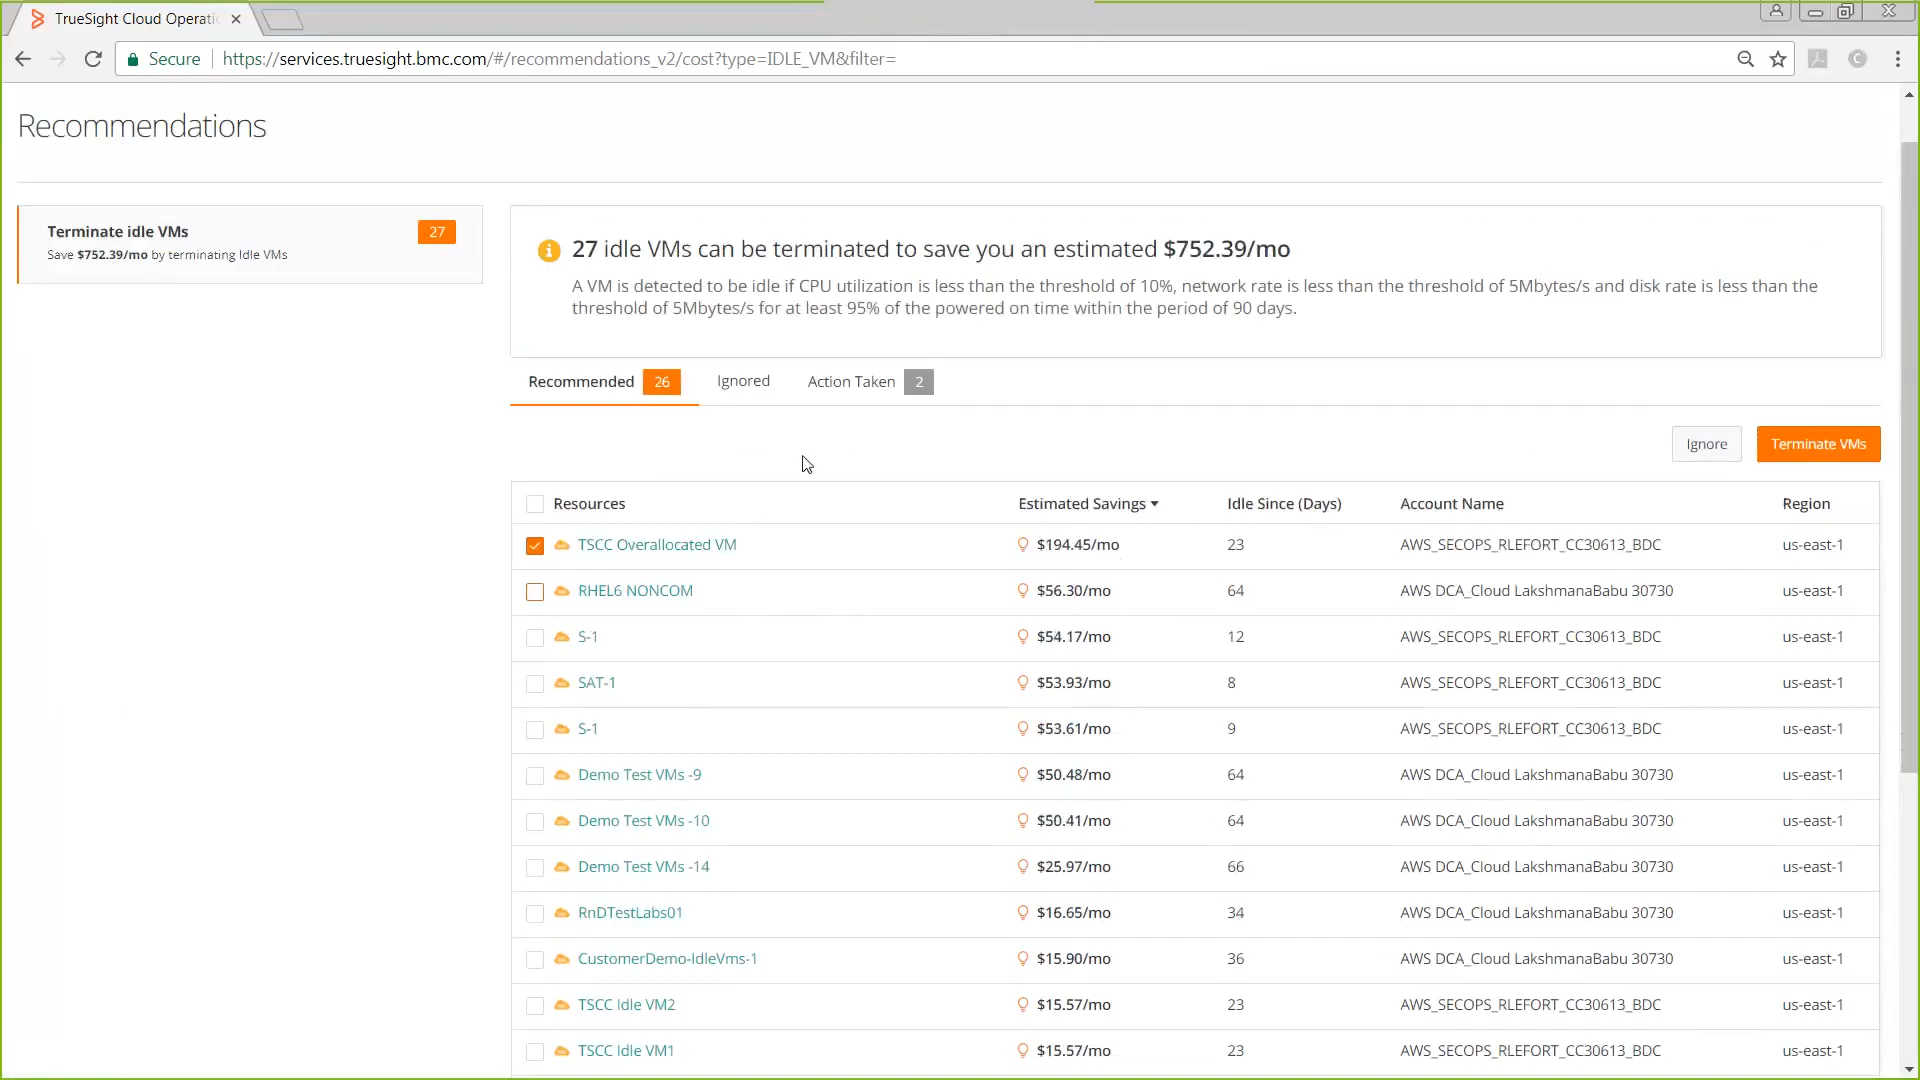 TrueSight Cloud Operati
Secure
https://services.truesight.bmc.com/#/recommendations_v2/cost?type=IDLE_VM&filter=
Recommendations
Terminate idle VMs
27
Save $752.39/mo by terminating Idle VMs
27 idle VMs can be terminated to save you an estimated $752.39/mo
A VM is detected to be idle if CPU utilization is less than the threshold of 10%, network rate is less than the threshold of 5Mbytes/s and disk rate is less than the
threshold of 5Mbytes/s for at least 95% of the powered on time within the period of 90 days.
Recommended 26 Ignored Action Taken 2
Ignore Terminate VMs
Resources Estimated Savings Idle Since (Days) Account Name Region
TSCC Overallocated VM $194.45/mo 23 AWS_SECOPS_RLEFORT_CC30613_BDC us-east-1
RHEL6 NONCOM $56.30/mo 64 AWS DCA_Cloud LakshmanaBabu 30730 us-east-1
S-1 $54.17/mo 12 AWS_SECOPS_RLEFORT_CC30613_BDC us-east-1
SAT-1 $53.93/mo 8 AWS_SECOPS_RLEFORT_CC30613_BDC us-east-1
S-1 $53.61/mo 9 AWS_SECOPS_RLEFORT_CC30613_BDC us-east-1
Demo Test VMs -9 $50.48/mo 64 AWS DCA_Cloud LakshmanaBabu 30730 us-east-1
Demo Test VMs -10 $50.41/mo 64 AWS DCA_Cloud LakshmanaBabu 30730 us-east-1
Demo Test VMs -14 $25.97/mo 66 AWS DCA_Cloud LakshmanaBabu 30730 us-east-1
RnDTestLabs01 $16.65/mo 34 AWS DCA_Cloud LakshmanaBabu 30730 us-east-1
CustomerDemo-IdleVms-1 $15.90/mo 36 AWS DCA_Cloud LakshmanaBabu 30730 us-east-1
TSCC Idle VM2 $15.57/mo 23 AWS_SECOPS_RLEFORT_CC30613_BDC us-east-1
TSCC Idle VM1 $15.57/mo 23 AWS_SECOPS_RLEFORT_CC30613_BDC us-east-1